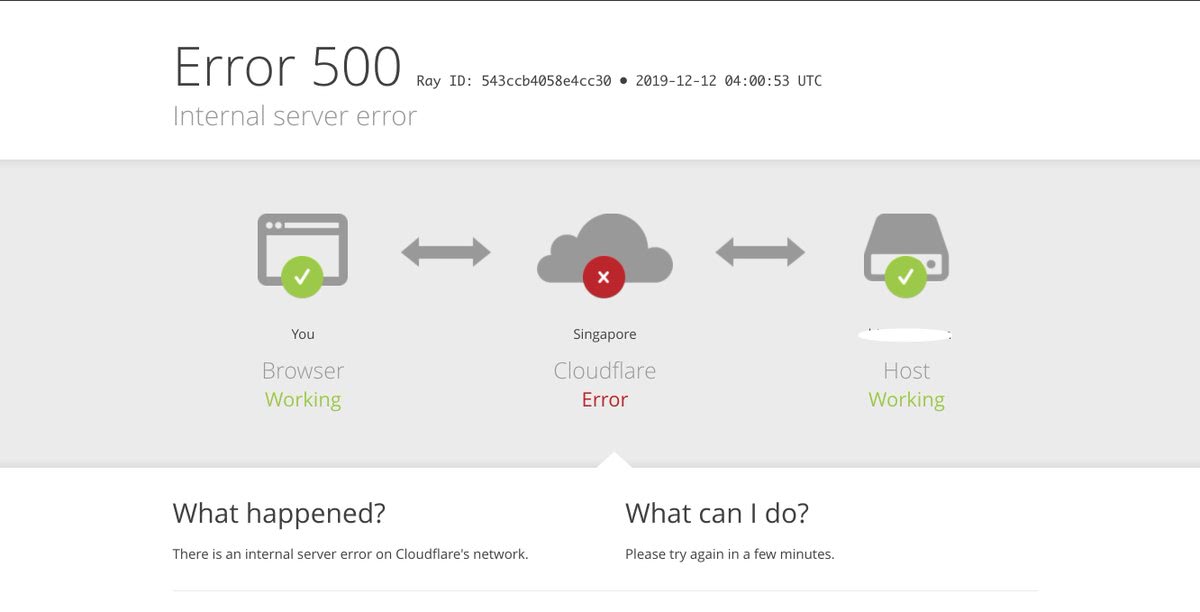 Error 500 Ray ID: 543ccb4058e4cc30 • 2019-12-12 04:00:53 UTC
Internal server error
You
Browser
Working
Singapore
Cloudflare
Error
Host
Working
What happened?
There is an internal server error on Cloudflare's network.
What can I do?
Please try again in a few minutes.